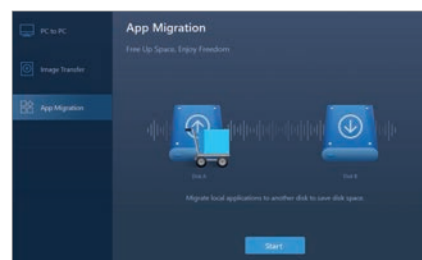 PC to PC
Image Transfer
App Migration
App Migration
Free Up Space, Enjoy Freedom
Disk A
Disk B
Migrate local applications to another disk to save disk space.
Start